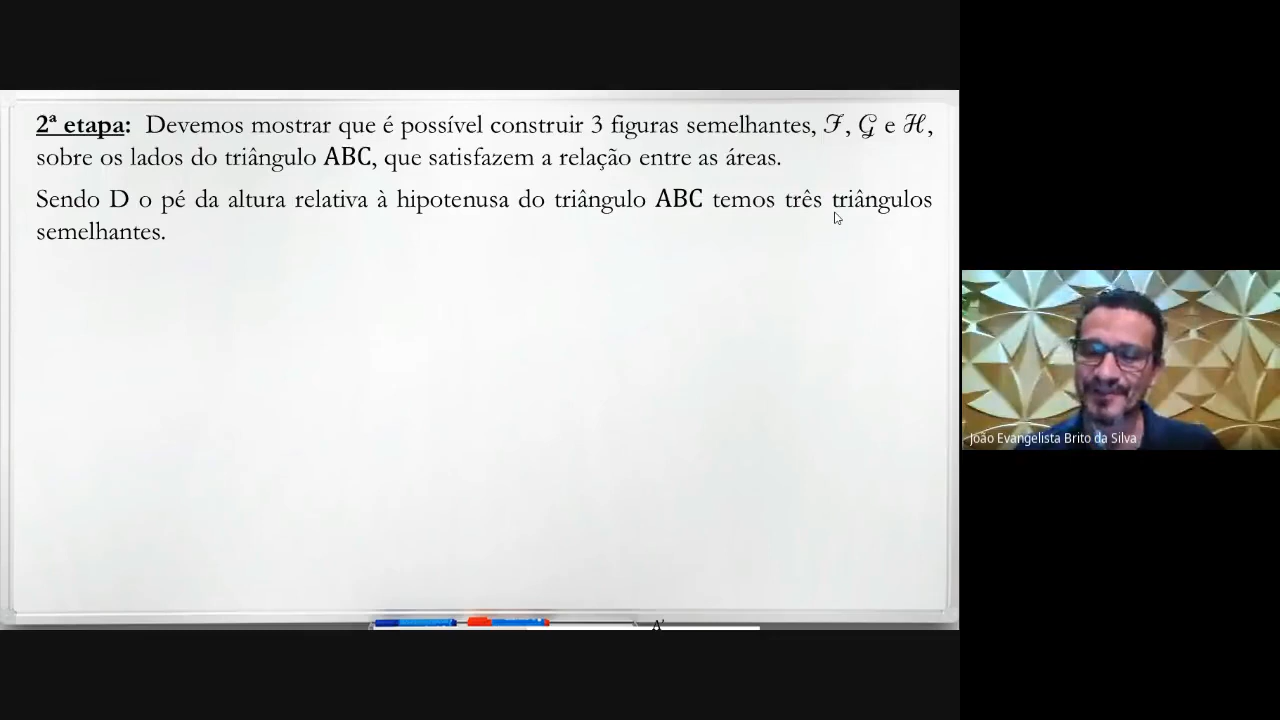 2ª etapa: Devemos mostrar que é possível construir 3 figuras semelhantes, ℱ, 𝒢 e ℋ,
sobre os lados do triângulo ABC, que satisfazem a relação entre as áreas.
Sendo D o pé da altura relativa à hipotenusa do triângulo ABC temos três triângulos
semelhantes.
A'
João Evangelista Brito da Silva